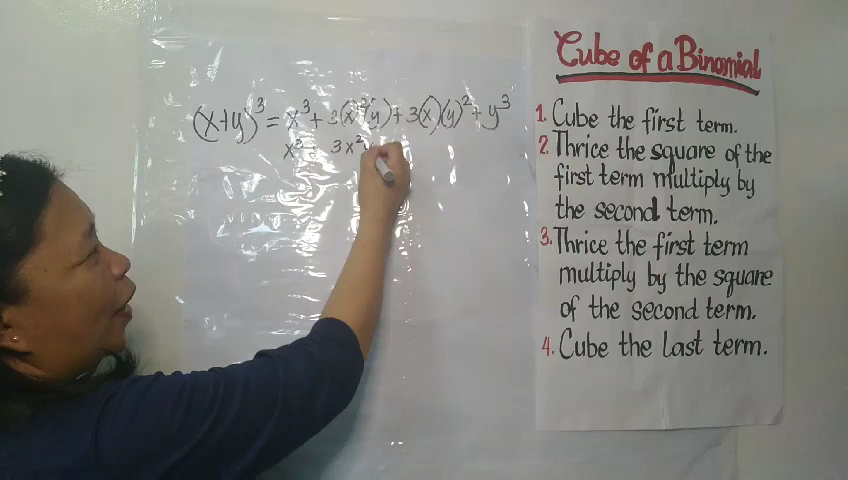 (x+y)³ = x³ + 3(x)²(y) + 3(x)(y)² + y³
x³ + 3x²
Cube of a Binomial
1. Cube the first term.
2. Thrice the square of the
first term multiply by
the second term.
3. Thrice the first term
multiply by the square
of the second term.
4. Cube the last term.